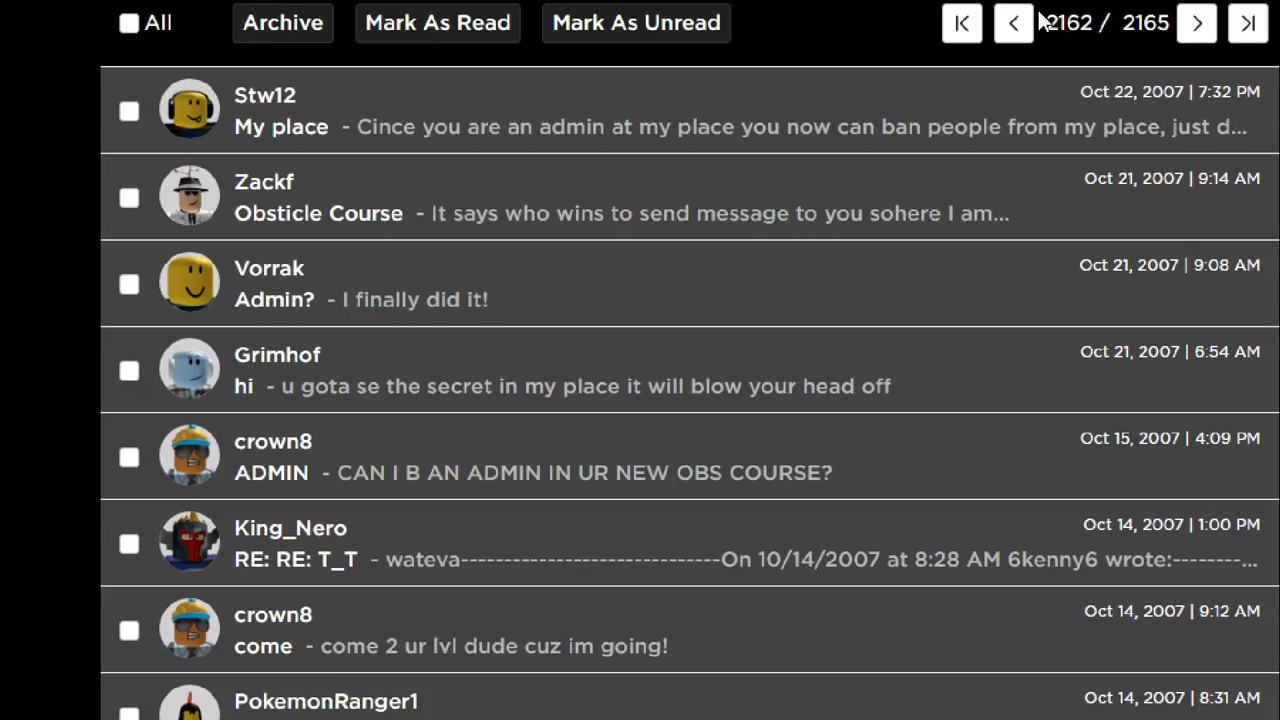 All Archive Mark As Read Mark As Unread 2162 / 2165
Stw12 Oct 22, 2007 | 7:32 PM
My place - Cince you are an admin at my place you now can ban people from my place, just d...
Zackf Oct 21, 2007 | 9:14 AM
Obsticle Course - It says who wins to send message to you sohere I am...
Vorrak Oct 21, 2007 | 9:08 AM
Admin? - I finally did it!
Grimhof Oct 21, 2007 | 6:54 AM
hi - u gota se the secret in my place it will blow your head off
crown8 Oct 15, 2007 | 4:09 PM
ADMIN - CAN I B AN ADMIN IN UR NEW OBS COURSE?
King_Nero Oct 14, 2007 | 1:00 PM
RE: RE: T_T - wateva------------------------------On 10/14/2007 at 8:28 AM 6kenny6 wrote:--------...
crown8 Oct 14, 2007 | 9:12 AM
come - come 2 ur lvl dude cuz im going!
PokemonRanger1 Oct 14, 2007 | 8:31 AM